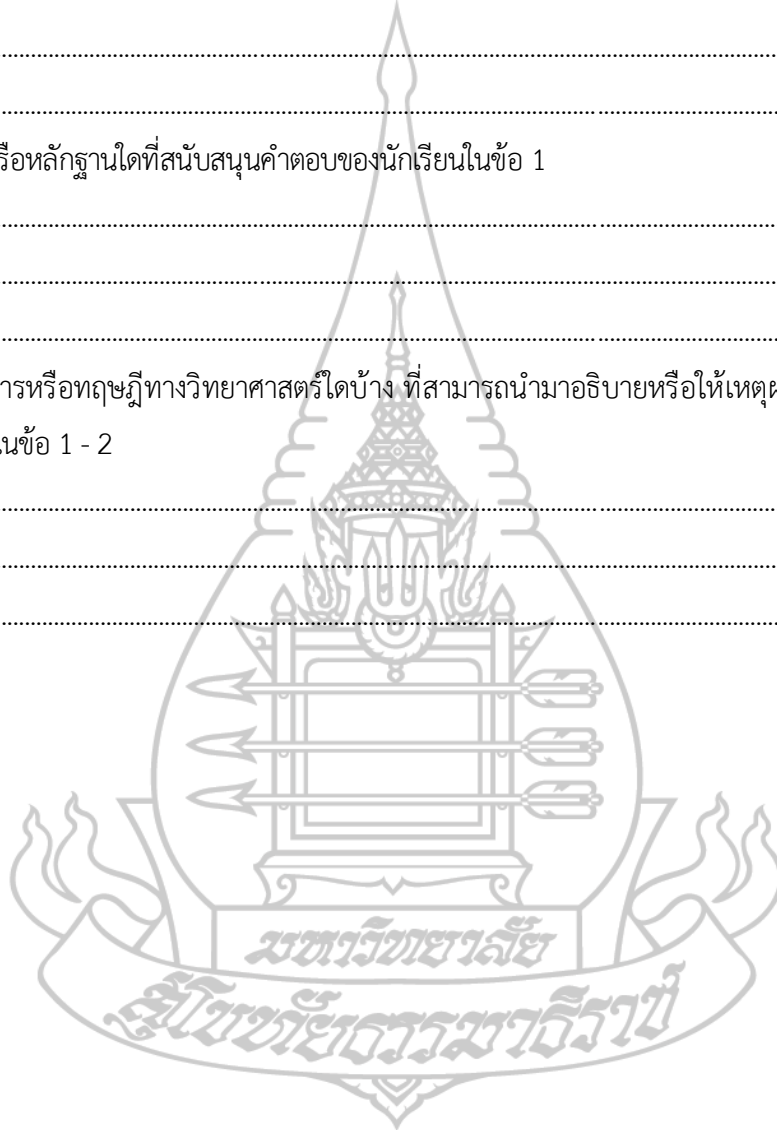 ..........
..........
รือหลักฐานใดที่สนับสนุนคำตอบของนักเรียนในข้อ 1
..........
..........
..........
ารหรือทฤษฎีทางวิทยาศาสตร์ใดบ้าง ที่สามารถนำมาอธิบายหรือให้เหตุผ
นข้อ 1 - 2
..........
..........
..........
มหาวิทยาลัย
สุโขทัยธรรมาธิราช